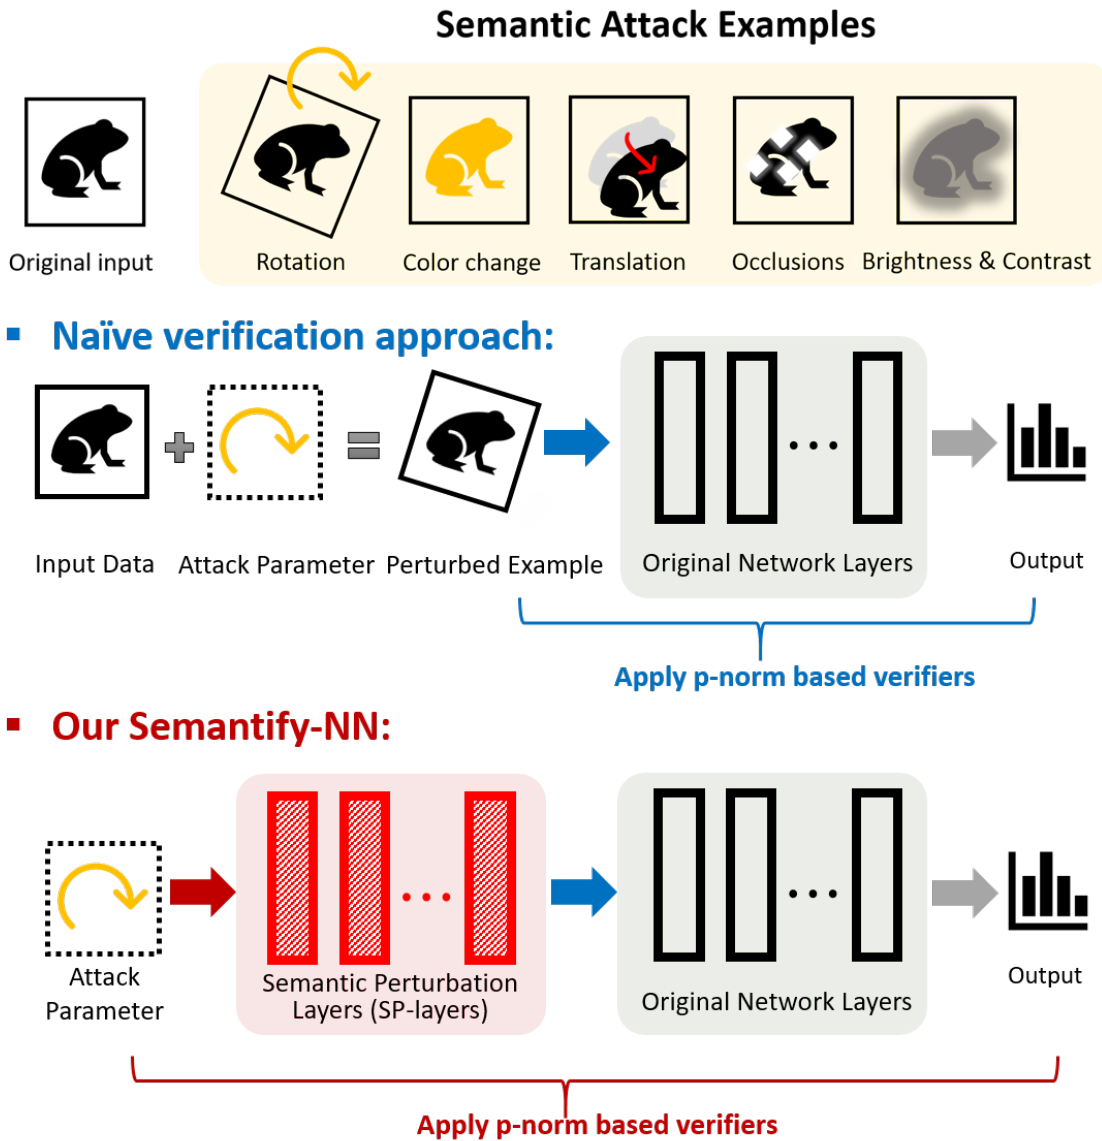 Semantic Attack Examples
Original input
Rotation
Color change
Translation
Occlusions
Brightness & Contrast
▪ Naïve verification approach:
Input Data
Attack Parameter
Perturbed Example
Original Network Layers
Output
Apply p-norm based verifiers
▪ Our Semantify-NN:
Attack
Parameter
Semantic Perturbation
Layers (SP-layers)
Original Network Layers
Output
Apply p-norm based verifiers